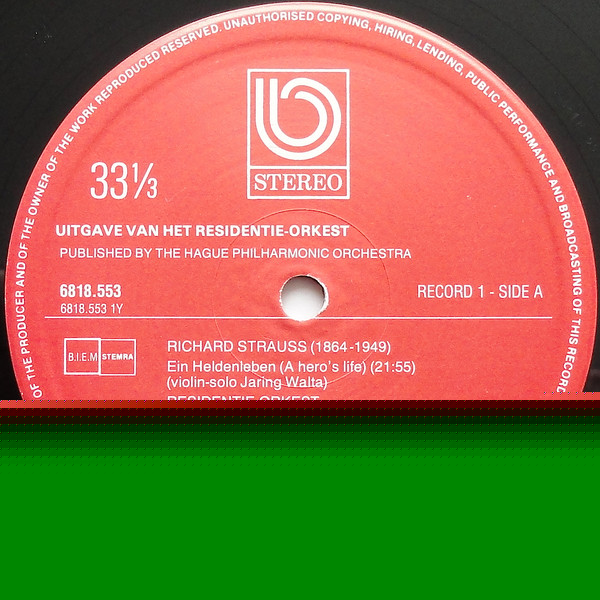 OF THE PRODUCER AND OF THE OWNER OF THE WORK REPRODUCED RESERVED. UNAUTHORISED COPYING, HIRING, LENDING, PUBLIC PERFORMANCE AND BROADCASTING OF THIS RECORD
STEREO
33⅓
UITGAVE VAN HET RESIDENTIE-ORKEST
PUBLISHED BY THE HAGUE PHILHARMONIC ORCHESTRA
6818.553
6818.553 1Y
RECORD 1 - SIDE A
B.I.E.M STEMRA
RICHARD STRAUSS (1864-1949)
Ein Heldenleben (A hero's life) (21:55)
(violin-solo Jaring Walta)
RESIDENTIE-ORKEST